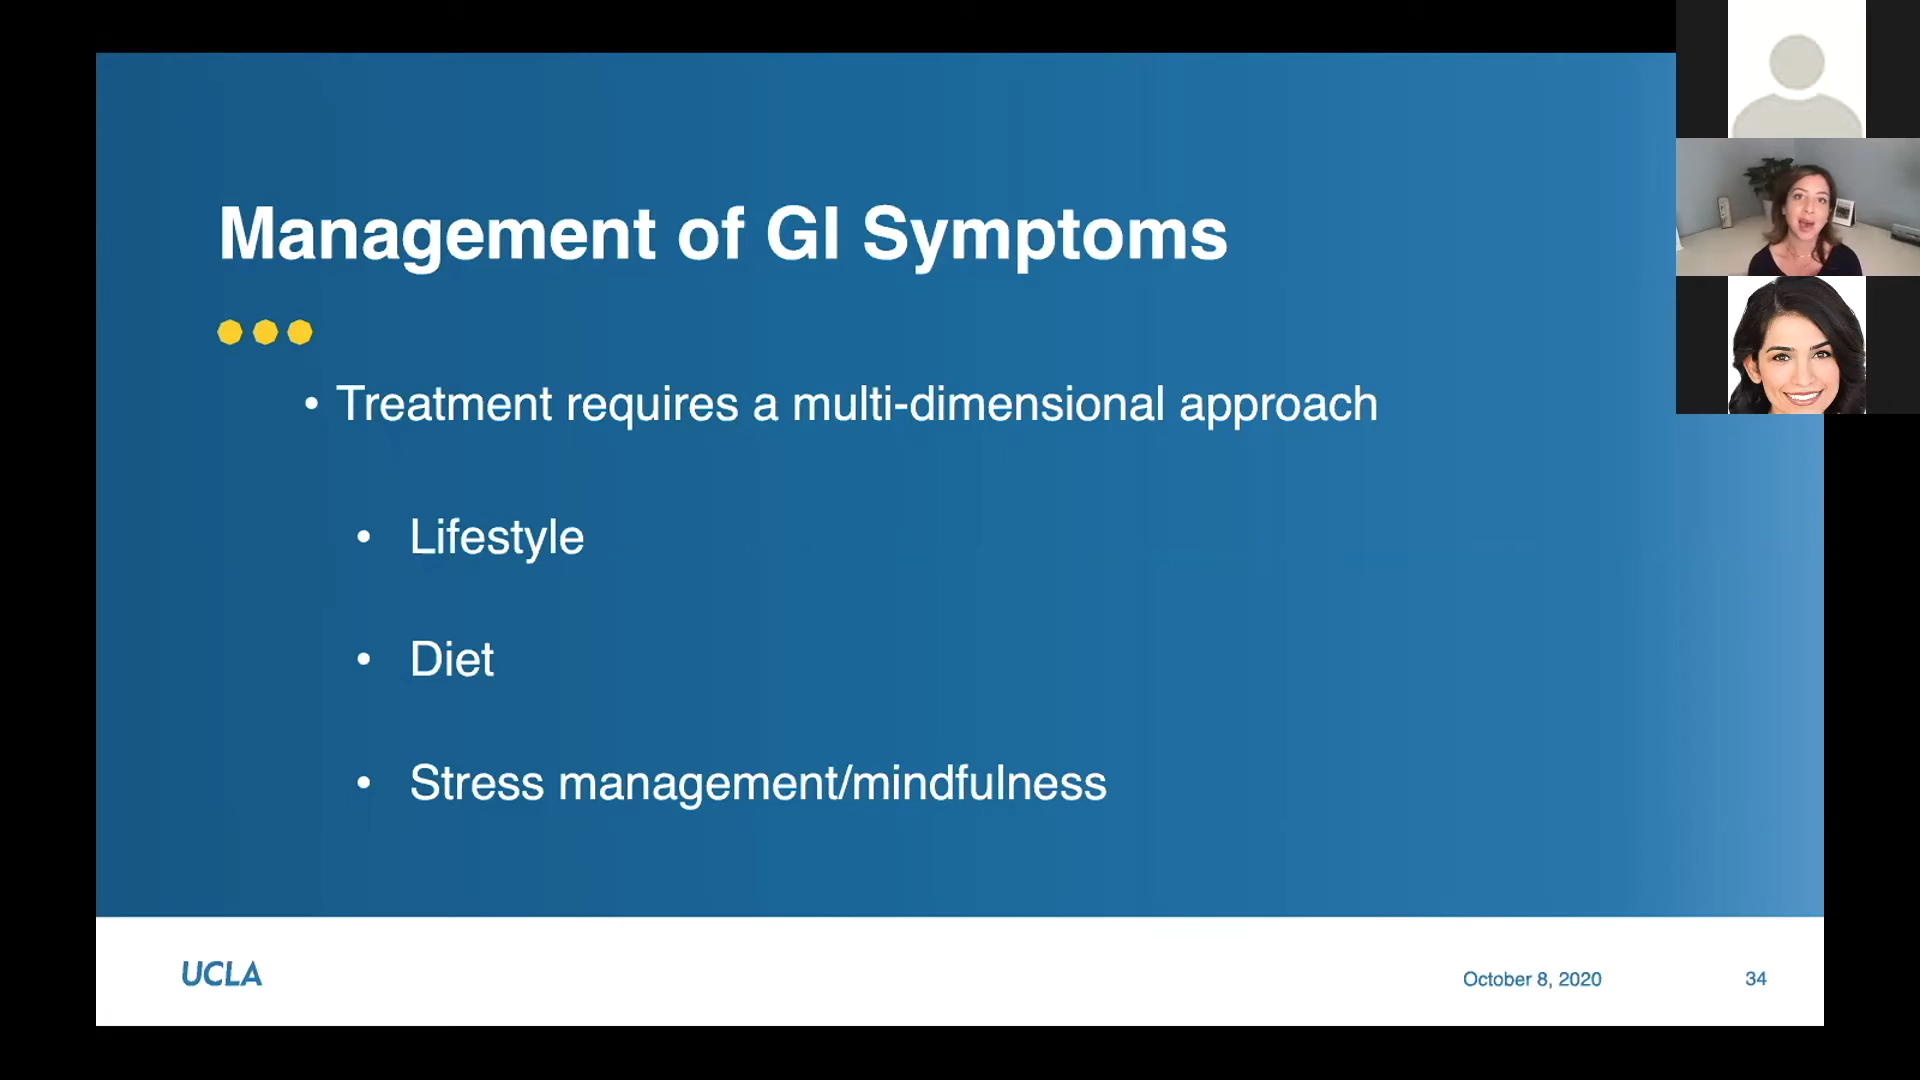 Management of GI Symptoms
• Treatment requires a multi-dimensional approach
• Lifestyle
• Diet
• Stress management/mindfulness
UCLA
October 8, 2020
34